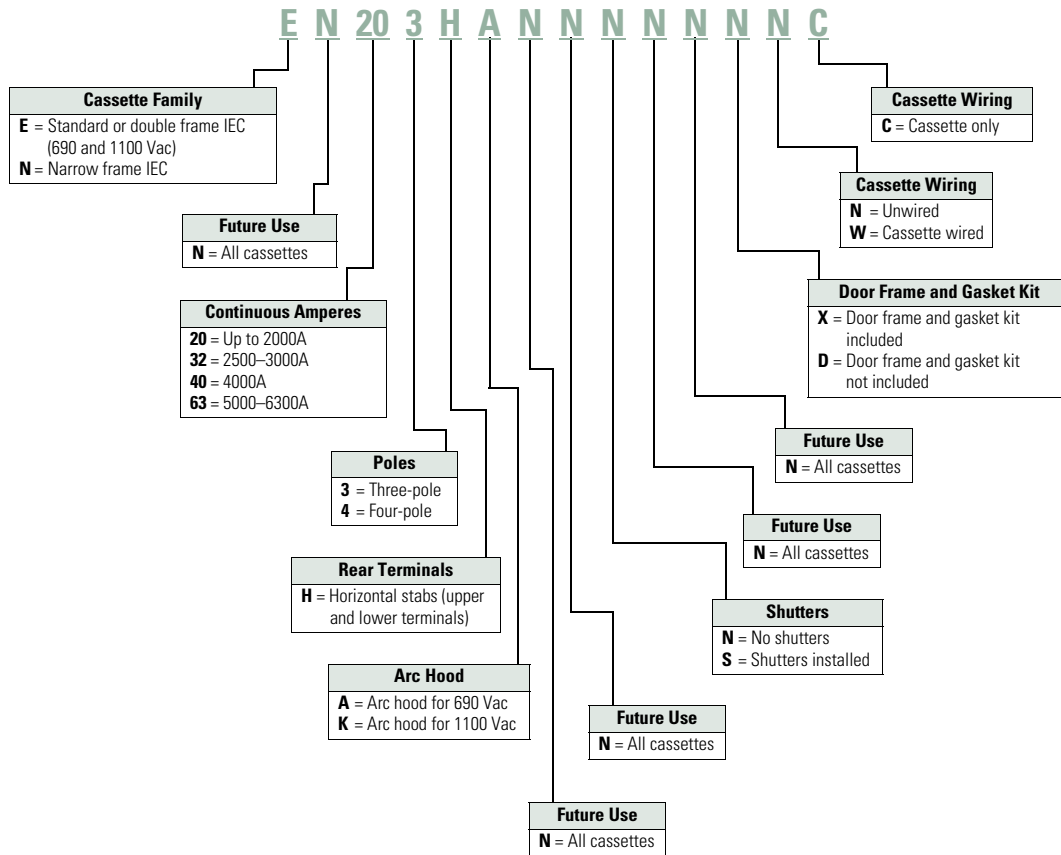 E N 20 3 H A N N N N N N N C
Cassette Family
E = Standard or double frame IEC
(690 and 1100 Vac)
N = Narrow frame IEC
Future Use
N = All cassettes
Continuous Amperes
20 = Up to 2000A
32 = 2500–3000A
40 = 4000A
63 = 5000–6300A
Poles
3 = Three-pole
4 = Four-pole
Rear Terminals
H = Horizontal stabs (upper
and lower terminals)
Arc Hood
A = Arc hood for 690 Vac
K = Arc hood for 1100 Vac
Future Use
N = All cassettes
Future Use
N = All cassettes
Shutters
N = No shutters
S = Shutters installed
Future Use
N = All cassettes
Future Use
N = All cassettes
Door Frame and Gasket Kit
X = Door frame and gasket kit
included
D = Door frame and gasket kit
not included
Cassette Wiring
N = Unwired
W = Cassette wired
Cassette Wiring
C = Cassette only